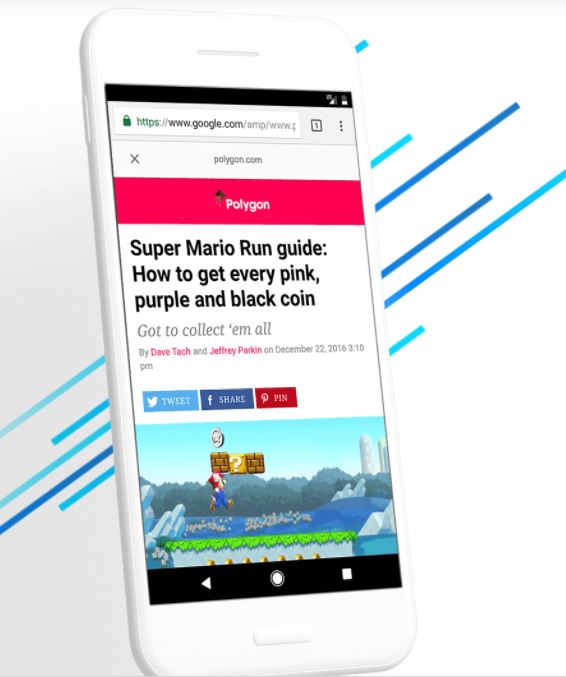 https://www.google.com/amp/www.p
1
polygon.com
Polygon
Super Mario Run guide:
How to get every pink,
purple and black coin
Got to collect ‘em all
By Dave Tach and Jeffrey Parkin on December 22, 2016 3:10
pm
TWEET
SHARE
PIN
?